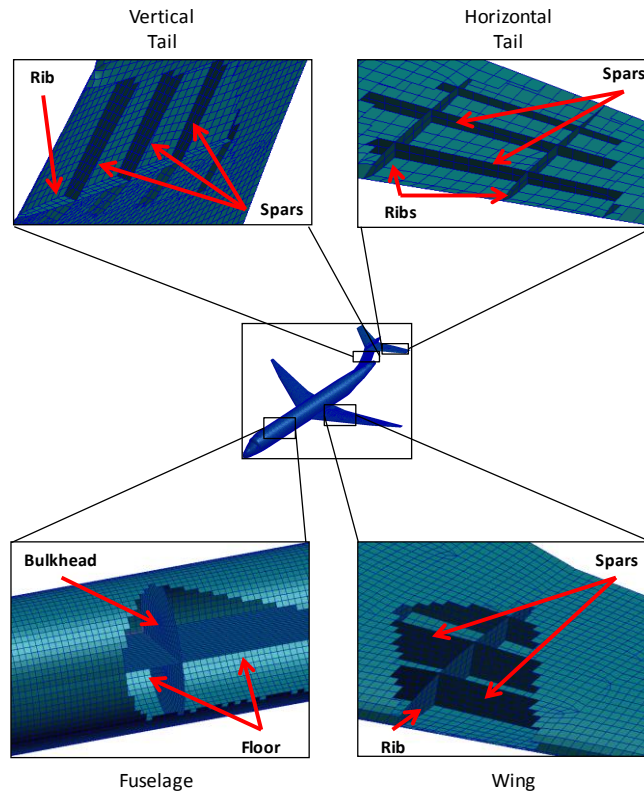 Vertical
Tail
Horizontal
Tail
Rib
Spars
Spars
Ribs
Bulkhead
Floor
Spars
Rib
Fuselage
Wing